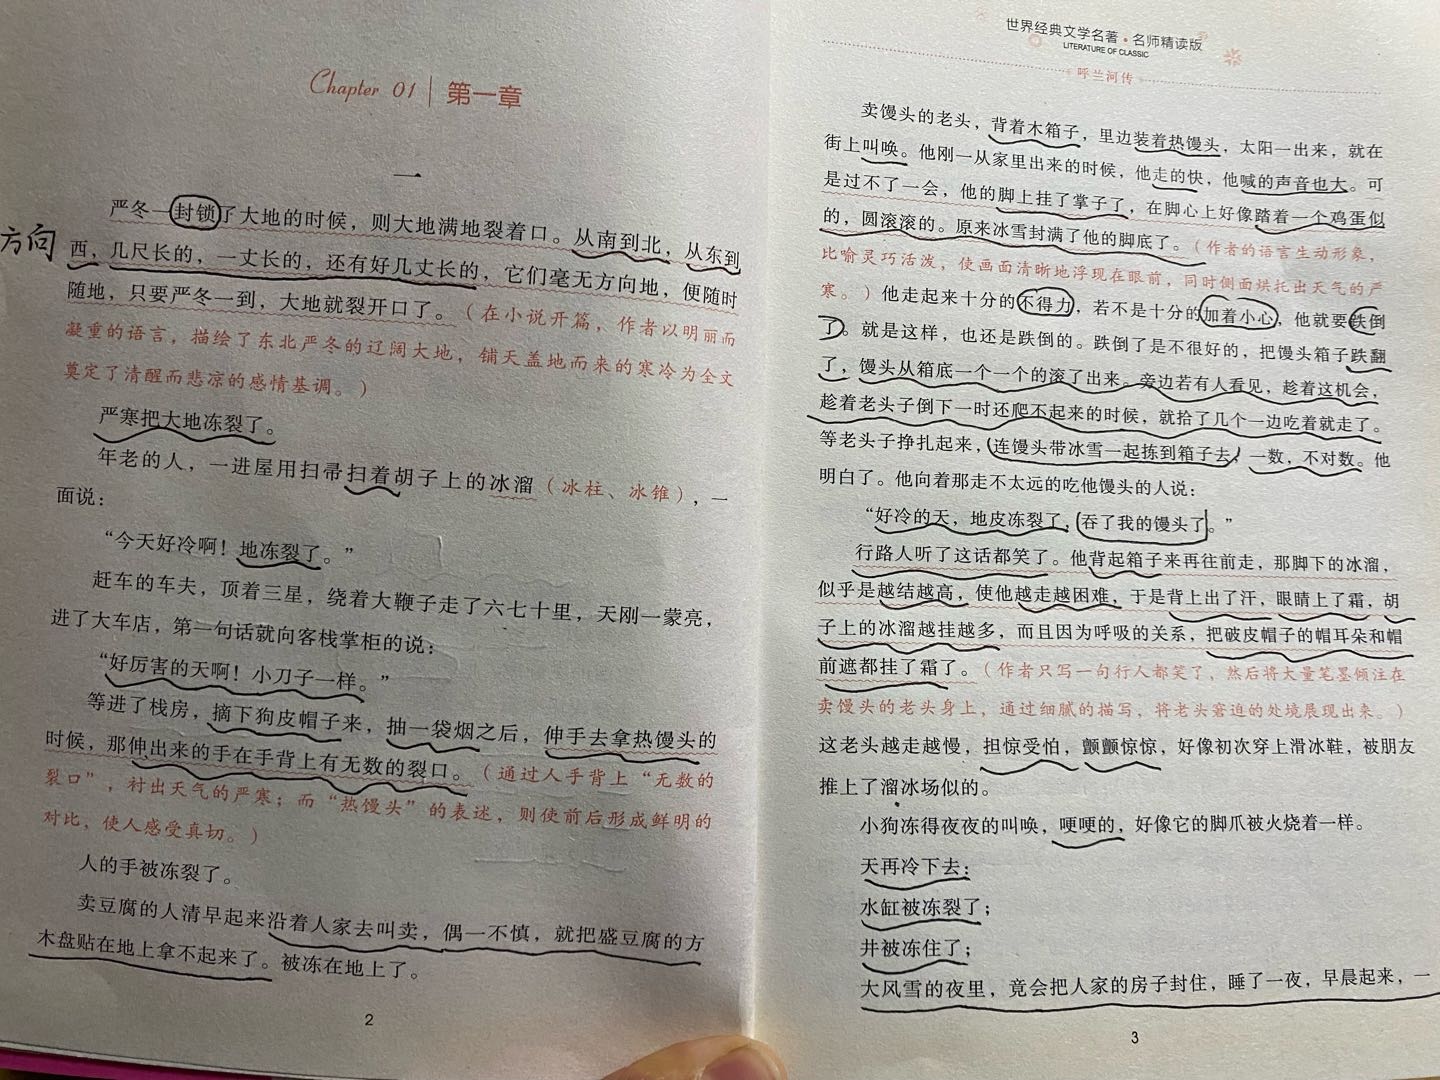 Chapter 01 | 第一章
一
严冬一封锁了大地的时候，则大地满地裂着口。从南到北，从东到
方向
西，几尺长的，一丈长的，还有好几丈长的，它们毫无方向地，便随时
随地，只要严冬一到，大地就裂开口了。（在小说开篇，作者以明丽而
凝重的语言，描绘了东北严冬的辽阔大地，铺天盖地而来的寒冷为全文
奠定了清醒而悲凉的感情基调。）
严寒把大地冻裂了。
年老的人，一进屋用扫帚扫着胡子上的冰溜（冰柱、冰锥），一
面说：
“今天好冷啊！地冻裂了。”
赶车的车夫，顶着三星，绕着大鞭子走了六七十里，天刚一蒙亮，
进了大车店，第一句话就向客栈掌柜的说：
“好厉害的天啊！小刀子一样。”
等进了栈房，摘下狗皮帽子来，抽一袋烟之后，伸手去拿热馒头的
时候，那伸出来的手在手背上有无数的裂口。（通过人手背上“无数的
裂口”，衬出天气的严寒；而“热馒头”的表述，则使前后形成鲜明的
对比，使人感受真切。）
人的手被冻裂了。
卖豆腐的人清早起来沿着人家去叫卖，偶一不慎，就把盛豆腐的方
木盘贴在地上拿不起来了。被冻在地上了。
2
世界经典文学名著·名师精读版
LITERATURE OF CLASSIC
呼兰河传
卖馒头的老头，背着木箱子，里边装着热馒头，太阳一出来，就在
街上叫唤。他刚一从家里出来的时候，他走的快，他喊的声音也大。可
是过不了一会，他的脚上挂了掌子了，在脚心上好像踏着一个鸡蛋似
的，圆滚滚的。原来冰雪封满了他的脚底了。（作者的语言生动形象，
比喻灵巧活泼，使画面清晰地浮现在眼前，同时侧面烘托出天气的严
寒。）他走起来十分的不得力，若不是十分的加着小心，他就要跌倒
了。就是这样，也还是跌倒的。跌倒了是不很好的，把馒头箱子跌翻
了，馒头从箱底一个一个的滚了出来。旁边若有人看见，趁着这机会，
趁着老头子倒下一时还爬不起来的时候，就拾了几个一边吃着就走了。
等老头子挣扎起来，连馒头带冰雪一起拣到箱子去，一数，不对数。他
明白了。他向着那走不太远的吃他馒头的人说：
“好冷的天，地皮冻裂了，吞了我的馒头了。”
行路人听了这话都笑了。他背起箱子来再往前走，那脚下的冰溜，
似乎是越结越高，使他越走越困难，于是背上出了汗，眼睛上了霜，胡
子上的冰溜越挂越多，而且因为呼吸的关系，把破皮帽子的帽耳朵和帽
前遮都挂了霜了。（作者只写一句行人都笑了，然后将大量笔墨倾注在
卖馒头的老头身上，通过细腻的描写，将老头窘迫的处境展现出来。）
这老头越走越慢，担惊受怕，颤颤惊惊，好像初次穿上滑冰鞋，被朋友
推上了溜冰场似的。
小狗冻得夜夜的叫唤，哽哽的，好像它的脚爪被火烧着一样。
天再冷下去：
水缸被冻裂了；
井被冻住了；
大风雪的夜里，竟会把人家的房子封住，睡了一夜，早晨起来，一
3